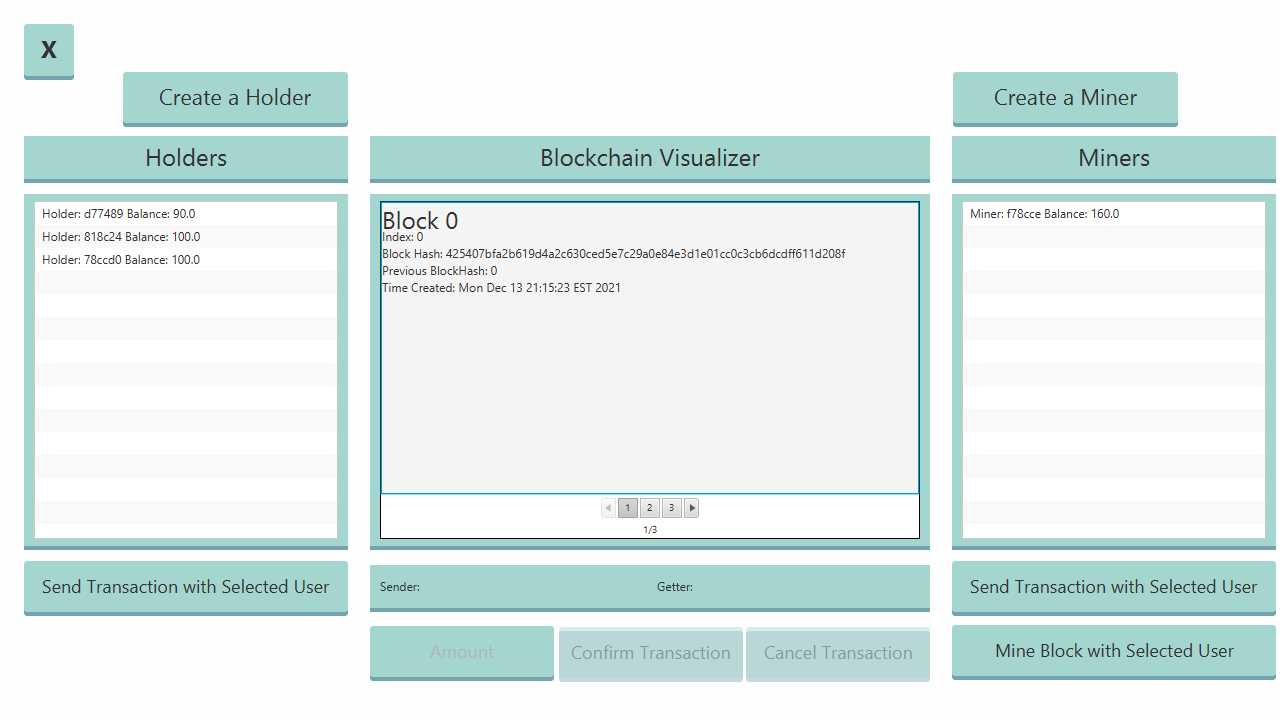 X
Create a Holder
Create a Miner
Holders
Blockchain Visualizer
Miners
Holder: d77489 Balance: 90.0
Holder: 818c24 Balance: 100.0
Holder: 78ccd0 Balance: 100.0
Block 0
Index: 0
Block Hash: 425407bfa2b619d4a2c630ced5e7c29a0e84e3d1e01cc0c3cb6dcdff611d208f
Previous BlockHash: 0
Time Created: Mon Dec 13 21:15:23 EST 2021
1 2 3
1/3
Miner: f78cce Balance: 160.0
Send Transaction with Selected User
Sender:
Getter:
Send Transaction with Selected User
Amount
Confirm Transaction
Cancel Transaction
Mine Block with Selected User